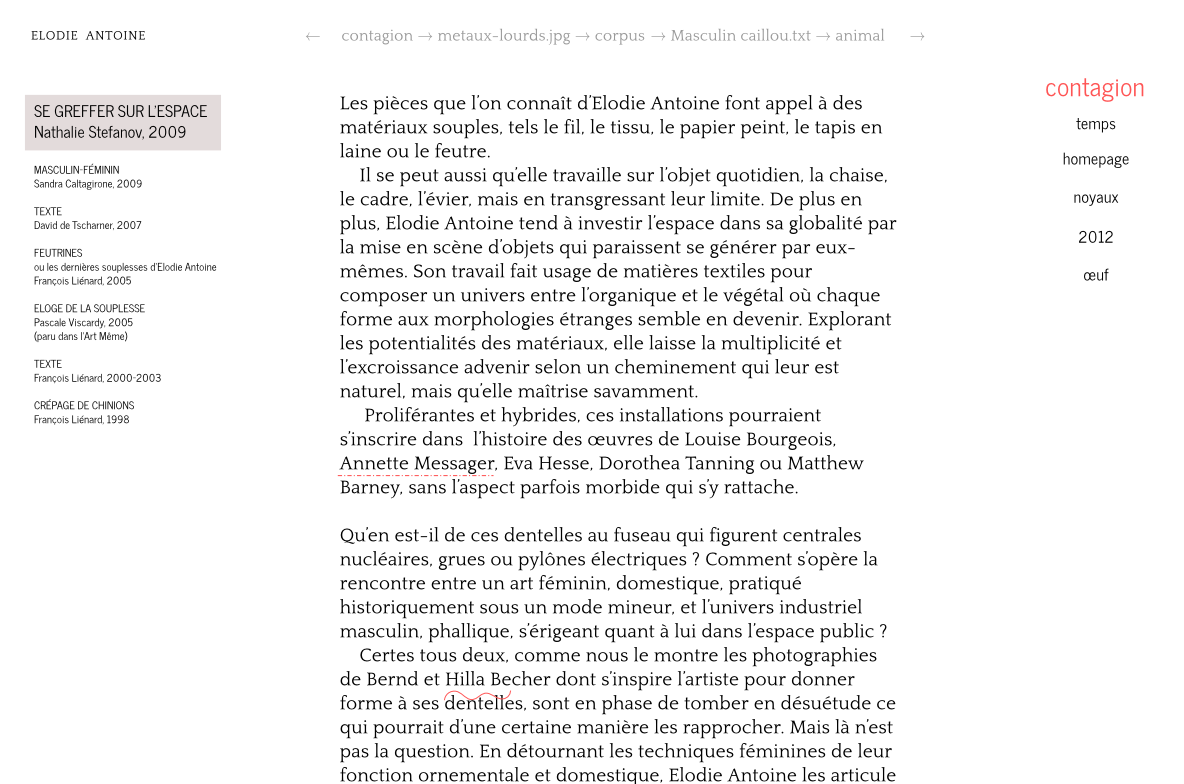 ELODIE ANTOINE
← contagion → metaux-lourds.jpg → corpus → Masculin caillou.txt → animal →
SE GREFFER SUR L'ESPACE
Nathalie Stefanov, 2009
MASCULIN-FÉMININ
Sandra Caltagirone, 2009
TEXTE
David de Tscharner, 2007
FEUTRINES
ou les dernières souplesses d'Elodie Antoine
François Liénard, 2005
ELOGE DE LA SOUPLESSE
Pascale Viscardy, 2005
(paru dans l'Art Même)
TEXTE
François Liénard, 2000-2003
CRÉPAGE DE CHINIONS
François Liénard, 1998
Les pièces que l'on connaît d'Elodie Antoine font appel à des
matériaux souples, tels le fil, le tissu, le papier peint, le tapis en
laine ou le feutre.
Il se peut aussi qu'elle travaille sur l'objet quotidien, la chaise,
le cadre, l'évier, mais en transgressant leur limite. De plus en
plus, Elodie Antoine tend à investir l'espace dans sa globalité par
la mise en scène d'objets qui paraissent se générer par eux-
mêmes. Son travail fait usage de matières textiles pour
composer un univers entre l'organique et le végétal où chaque
forme aux morphologies étranges semble en devenir. Explorant
les potentialités des matériaux, elle laisse la multiplicité et
l'excroissance advenir selon un cheminement qui leur est
naturel, mais qu'elle maîtrise savamment.
Proliférantes et hybrides, ces installations pourraient
s'inscrire dans l'histoire des œuvres de Louise Bourgeois,
Annette Messager, Eva Hesse, Dorothea Tanning ou Matthew
Barney, sans l'aspect parfois morbide qui s'y rattache.
Qu'en est-il de ces dentelles au fuseau qui figurent centrales
nucléaires, grues ou pylônes électriques ? Comment s'opère la
rencontre entre un art féminin, domestique, pratiqué
historiquement sous un mode mineur, et l'univers industriel
masculin, phallique, s'érigeant quant à lui dans l'espace public ?
Certes tous deux, comme nous le montre les photographies
de Bernd et Hilla Becher dont s'inspire l'artiste pour donner
forme à ses dentelles, sont en phase de tomber en désuétude ce
qui pourrait d'une certaine manière les rapprocher. Mais là n'est
pas la question. En détournant les techniques féminines de leur
fonction ornementale et domestique, Elodie Antoine les articule
contagion
temps
homepage
noyaux
2012
œuf